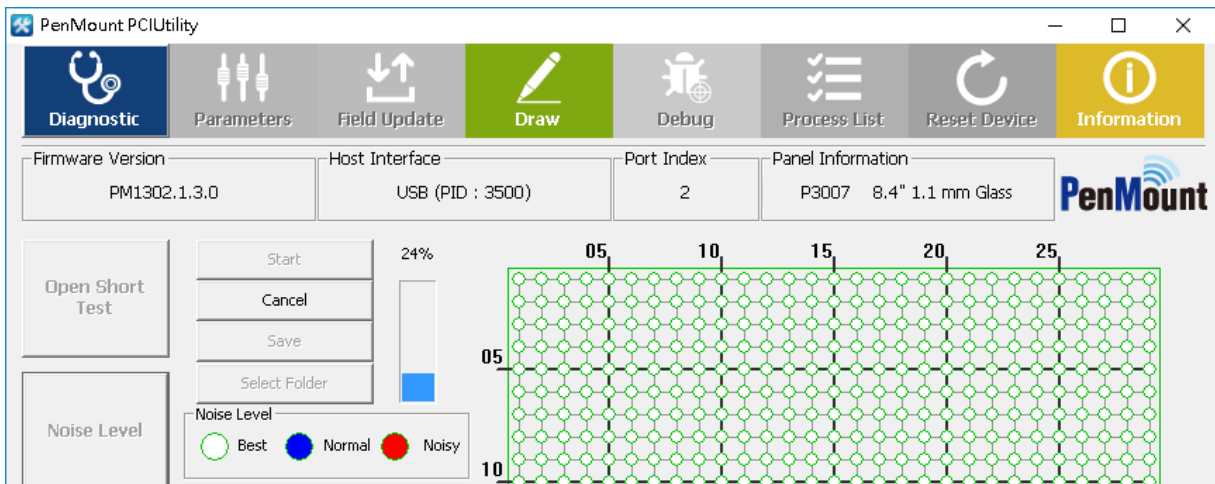 PenMount PCIUtility
Diagnostic
Parameters
Field Update
Draw
Debug
Process List
Reset Device
Information
Firmware Version
PM1302.1.3.0
Host Interface
USB (PID : 3500)
Port Index
2
Panel Information
P3007 8.4" 1.1 mm Glass
PenMount
Open Short
Test
Start
Cancel
Save
Select Folder
24%
Noise Level
Noise Level
Best
Normal
Noisy
05 10 15 20 25
05
10